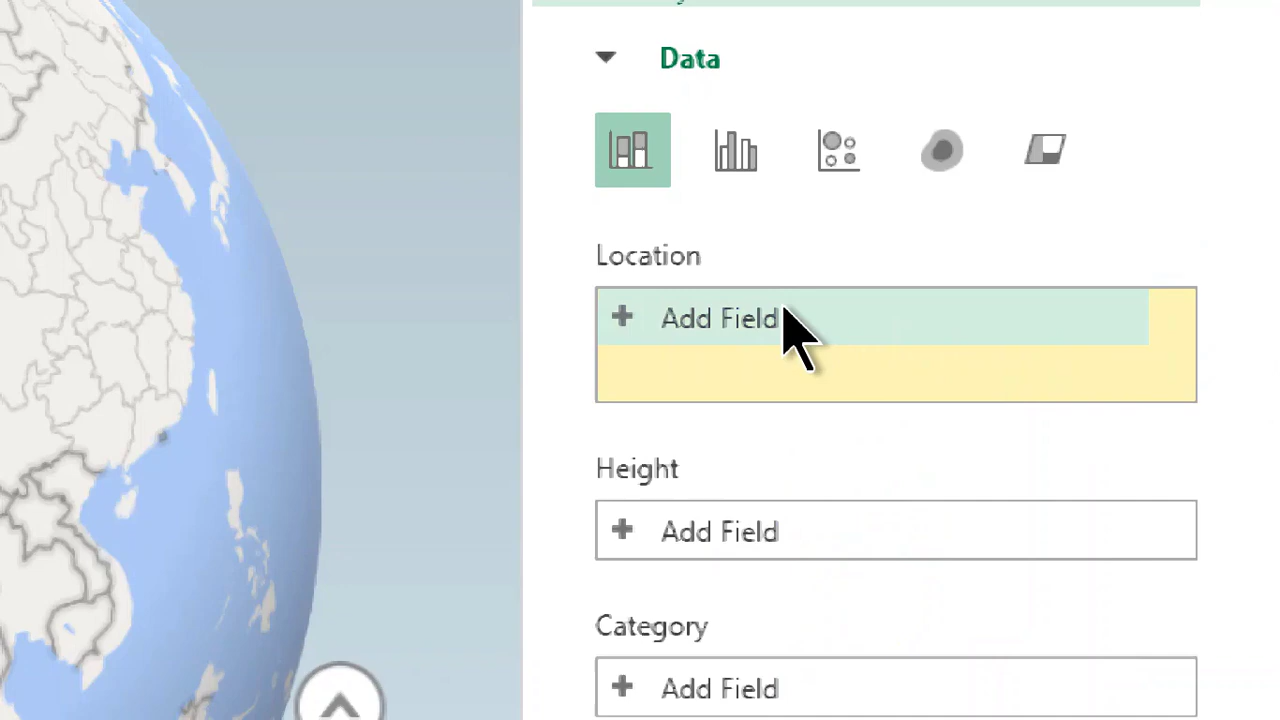 Data
Location
Add Field
Height
Add Field
Category
Add Field